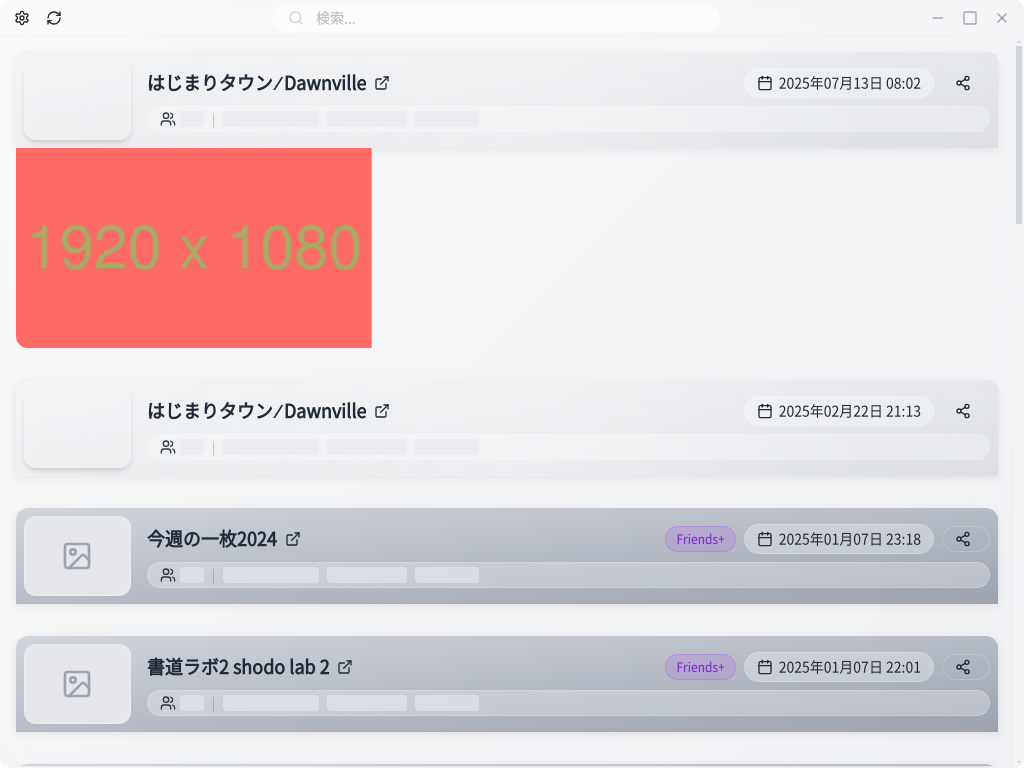 検索...
はじまりタウン⁄Dawnville
2025年07月13日 08:02
1920 x 1080
はじまりタウン⁄Dawnville
2025年02月22日 21:13
今週の一枚2024
Friends+
2025年01月07日 23:18
書道ラボ2 shodo lab 2
Friends+
2025年01月07日 22:01